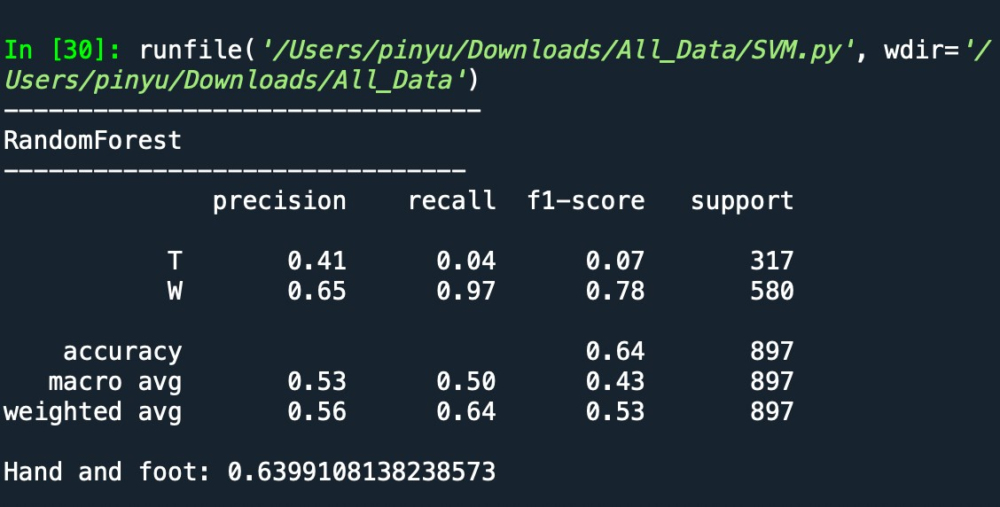 In [30]: runfile('/Users/pinyu/Downloads/All_Data/SVM.py', wdir='/
Users/pinyu/Downloads/All_Data')
--------------------------------
RandomForest
-------------------------------
              precision    recall  f1-score   support

           T       0.41      0.04      0.07       317
           W       0.65      0.97      0.78       580

    accuracy                           0.64       897
   macro avg       0.53      0.50      0.43       897
weighted avg       0.56      0.64      0.53       897

Hand and foot: 0.6399108138238573